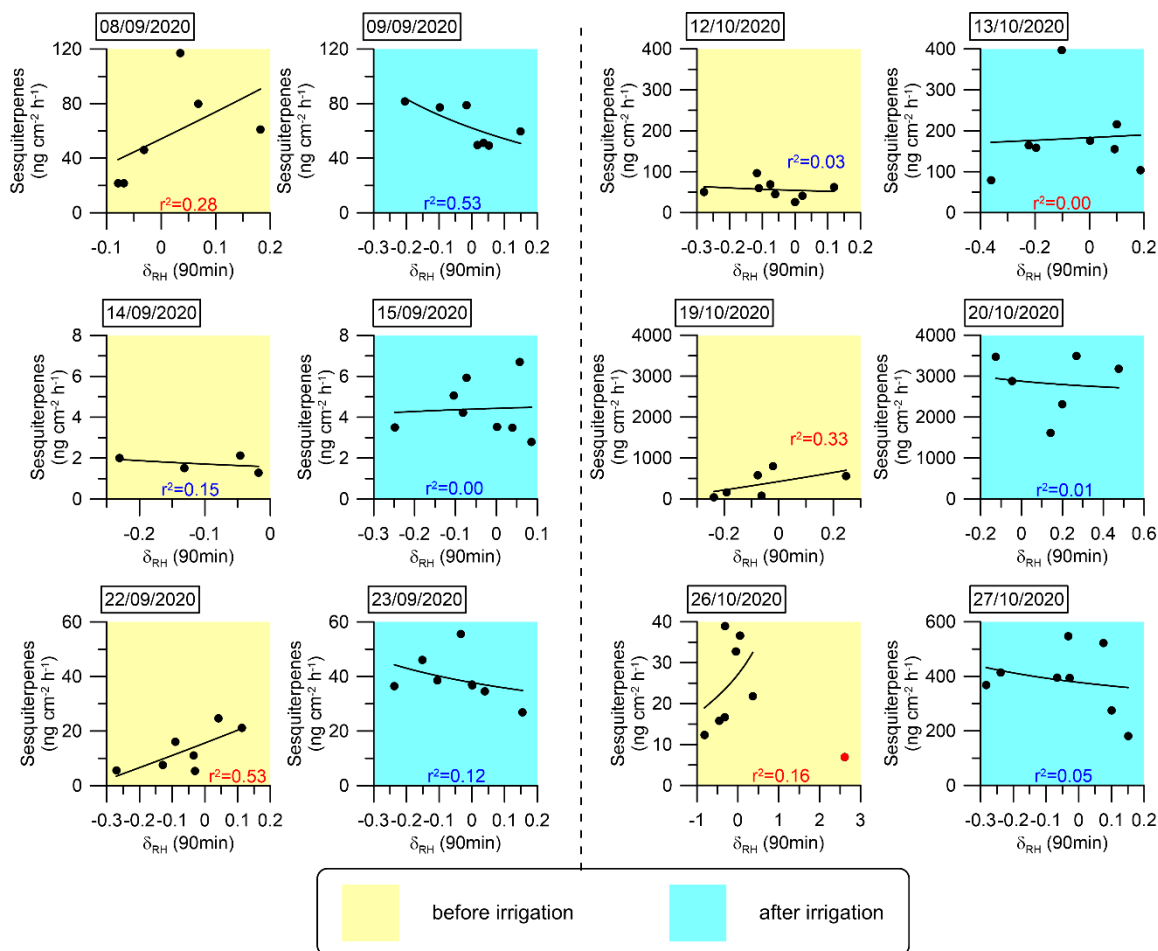 08/09/2020
120
80
40
0
Sesquiterpenes
(ng cm⁻² h⁻¹)
r²=0.28
-0.1 0 0.1 0.2
δRH (90min)
09/09/2020
120
80
40
0
Sesquiterpenes
(ng cm⁻² h⁻¹)
r²=0.53
-0.3 -0.2 -0.1 0 0.1 0.2
δRH (90min)
12/10/2020
400
300
200
100
0
Sesquiterpenes
(ng cm⁻² h⁻¹)
r²=0.03
-0.3 -0.2 -0.1 0 0.1 0.2
δRH (90min)
13/10/2020
400
300
200
100
0
Sesquiterpenes
(ng cm⁻² h⁻¹)
r²=0.00
-0.4 -0.2 0 0.2
δRH (90min)
14/09/2020
8
6
4
2
0
Sesquiterpenes
(ng cm⁻² h⁻¹)
r²=0.15
-0.2 -0.1 0
δRH (90min)
15/09/2020
8
6
4
2
0
Sesquiterpenes
(ng cm⁻² h⁻¹)
r²=0.00
-0.3 -0.2 -0.1 0 0.1
δRH (90min)
19/10/2020
4000
3000
2000
1000
0
Sesquiterpenes
(ng cm⁻² h⁻¹)
r²=0.33
-0.2 0 0.2
δRH (90min)
20/10/2020
4000
3000
2000
1000
0
Sesquiterpenes
(ng cm⁻² h⁻¹)
r²=0.01
-0.2 0 0.2 0.4 0.6
δRH (90min)
22/09/2020
60
40
20
0
Sesquiterpenes
(ng cm⁻² h⁻¹)
r²=0.53
-0.3 -0.2 -0.1 0 0.1 0.2
δRH (90min)
23/09/2020
60
40
20
0
Sesquiterpenes
(ng cm⁻² h⁻¹)
r²=0.12
-0.3 -0.2 -0.1 0 0.1 0.2
δRH (90min)
26/10/2020
40
30
20
10
0
Sesquiterpenes
(ng cm⁻² h⁻¹)
r²=0.16
-1 0 1 2 3
δRH (90min)
27/10/2020
600
400
200
0
Sesquiterpenes
(ng cm⁻² h⁻¹)
r²=0.05
-0.3 -0.2 -0.1 0 0.1 0.2
δRH (90min)
before irrigation
after irrigation